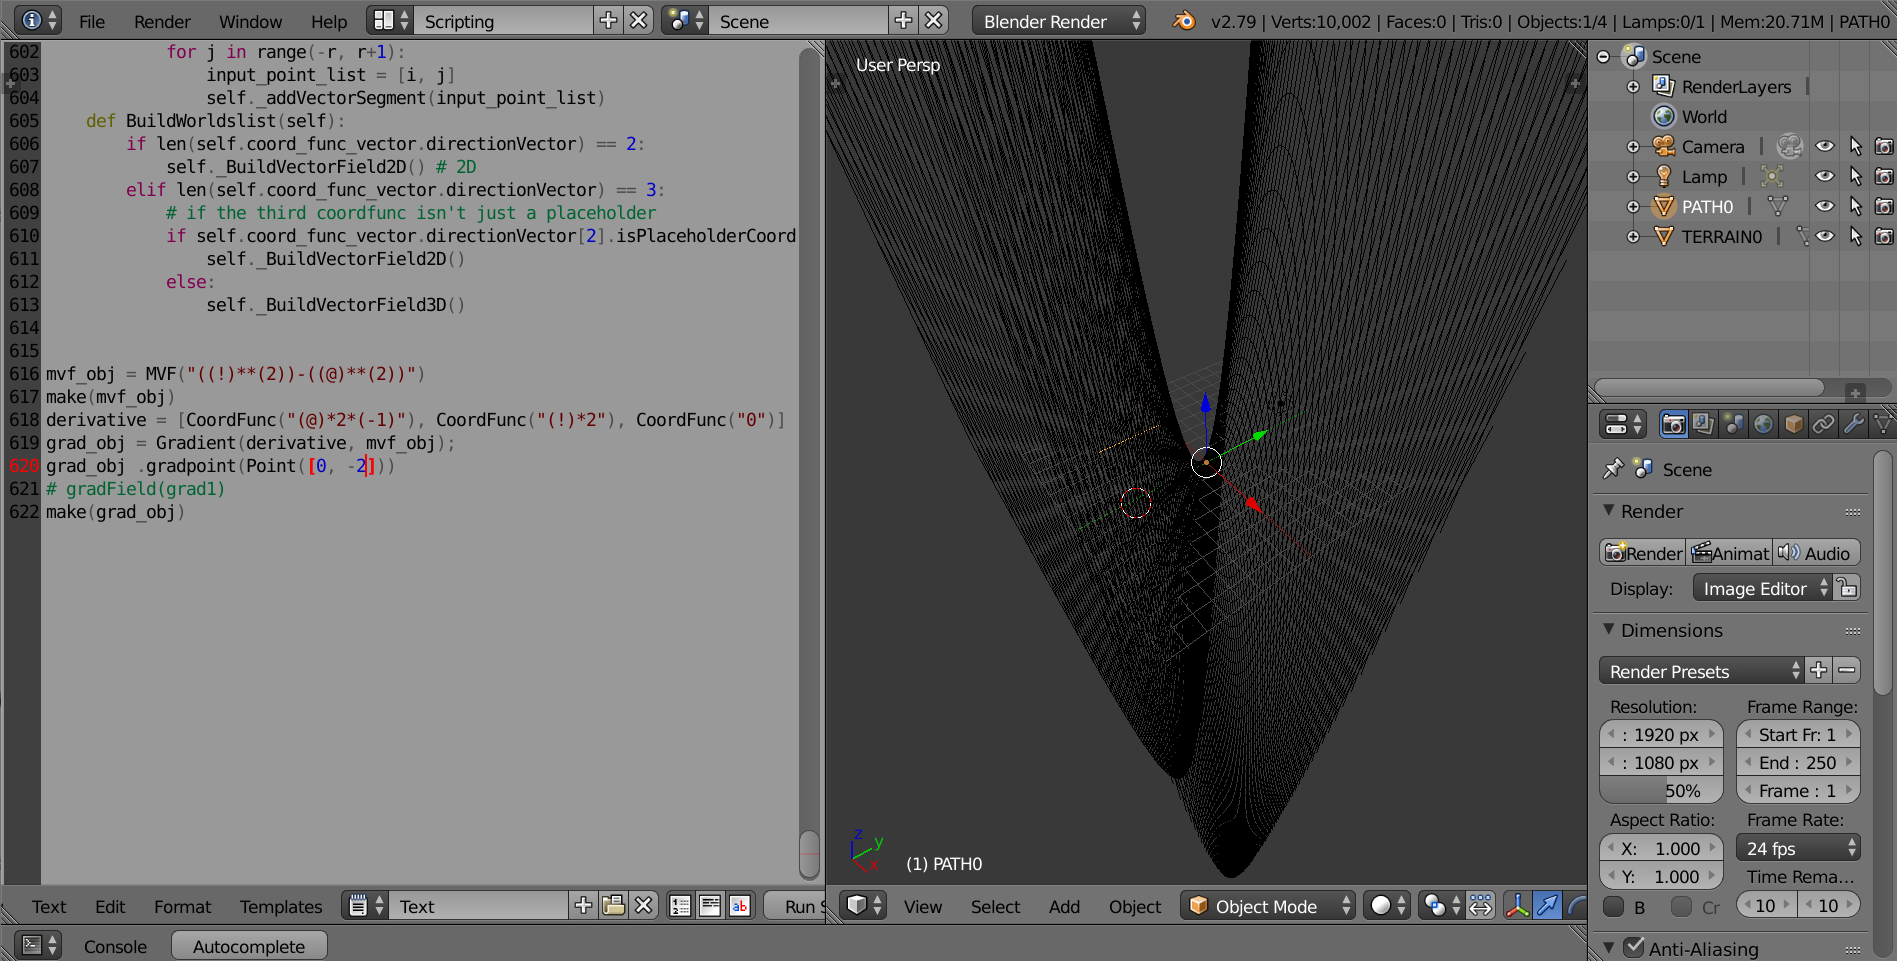 File Render Window Help Scripting Scene Blender Render v2.79 | Verts:10,002 | Faces:0 | Tris:0 | Objects:1/4 | Lamps:0/1 | Mem:20.71M | PATH0
602 for j in range(-r, r+1):
603 input_point_list = [i, j]
604 self._addVectorSegment(input_point_list)
605 def BuildWorldslist(self):
606 if len(self.coord_func_vector.directionVector) == 2:
607 self._BuildVectorField2D() # 2D
608 elif len(self.coord_func_vector.directionVector) == 3:
609 # if the third coordfunc isn't just a placeholder
610 if self.coord_func_vector.directionVector[2].isPlaceholderCoord
611 self._BuildVectorField2D()
612 else:
613 self._BuildVectorField3D()
614
615
616 mvf_obj = MVF("((!)**(2))-((@)**(2))")
617 make(mvf_obj)
618 derivative = [CoordFunc("(@)*2*(-1)"), CoordFunc("(!)*2"), CoordFunc("0")]
619 grad_obj = Gradient(derivative, mvf_obj);
620 grad_obj .gradpoint(Point([0, -2]))
621 # gradField(grad1)
622 make(grad_obj)
Text Edit Format Templates Text Run S
Console Autocomplete
User Persp
z
y
x
(1) PATH0
View Select Add Object Object Mode
Scene
RenderLayers |
World
Camera |
Lamp |
PATH0 |
TERRAIN0 |
Scene
Render
Render Animat Audio
Display: Image Editor
Dimensions
Render Presets
Resolution: Frame Range:
: 1920 px Start Fr: 1
: 1080 px End : 250
50% Frame : 1
Aspect Ratio: Frame Rate:
X: 1.000 24 fps
Y: 1.000 Time Rema...
B Cr 10 10
Anti-Aliasing